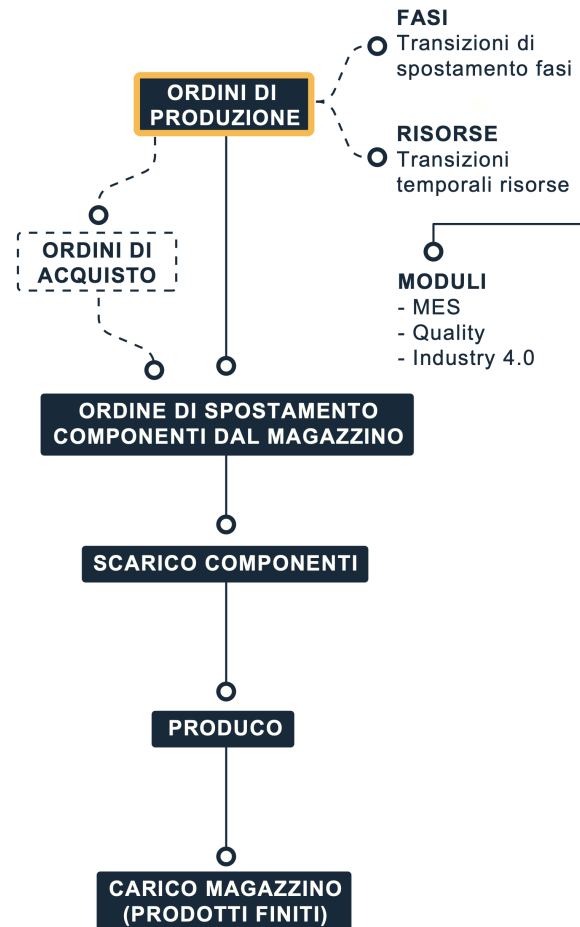 FASI
Transizioni di
spostamento fasi
ORDINI DI
PRODUZIONE
RISORSE
Transizioni
temporali risorse
ORDINI DI
ACQUISTO
MODULI
- MES
- Quality
- Industry 4.0
ORDINE DI SPOSTAMENTO
COMPONENTI DAL MAGAZZINO
SCARICO COMPONENTI
PRODUCO
CARICO MAGAZZINO
(PRODOTTI FINITI)